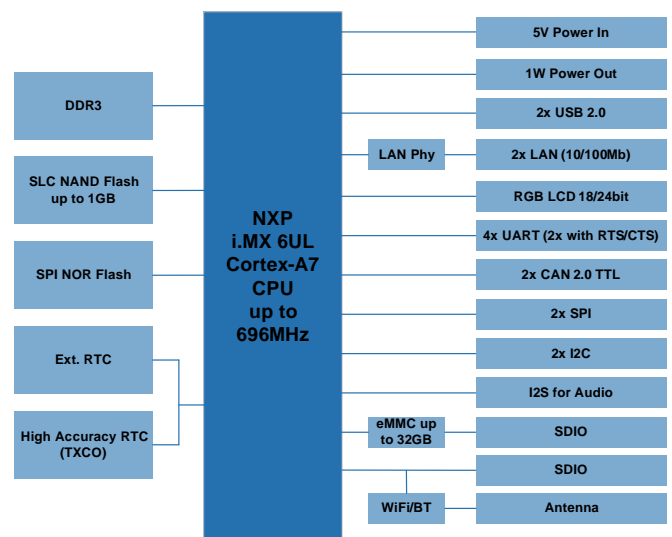 DDR3
SLC NAND Flash
up to 1GB
SPI NOR Flash
Ext. RTC
High Accuracy RTC
(TXCO)
NXP
i.MX 6UL
Cortex-A7
CPU
up to
696MHz
5V Power In
1W Power Out
2x USB 2.0
LAN Phy
2x LAN (10/100Mb)
RGB LCD 18/24bit
4x UART (2x with RTS/CTS)
2x CAN 2.0 TTL
2x SPI
2x I2C
I2S for Audio
eMMC up
to 32GB
SDIO
SDIO
WiFi/BT
Antenna